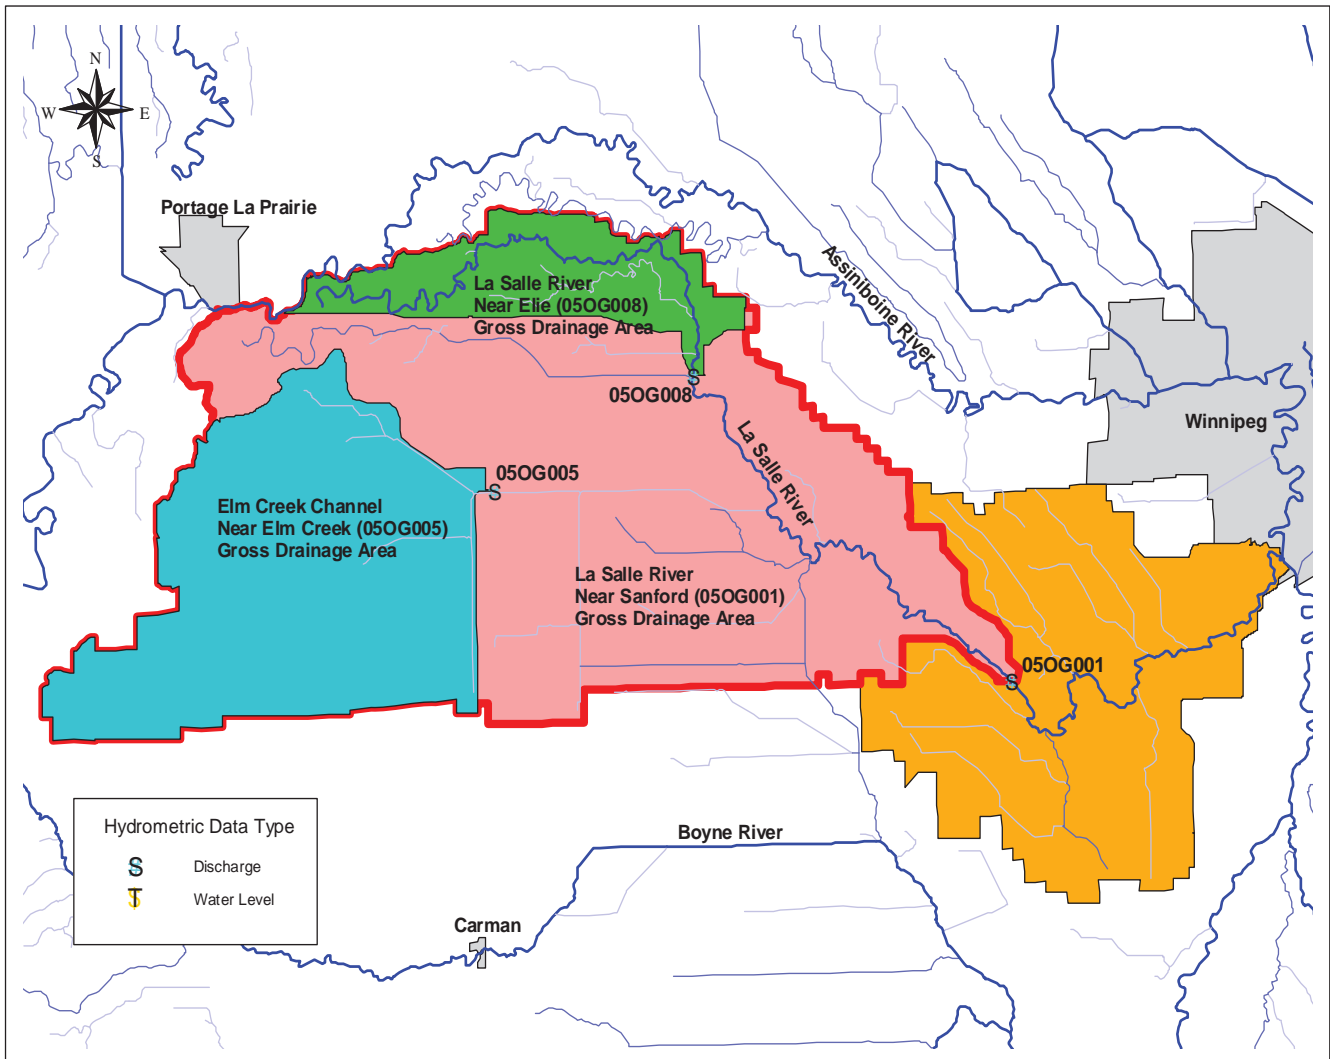 N
W
E
S
Portage La Prairie
Assiniboine River
La Salle River
Near Elie (05OG008)
Gross Drainage Area
05OG008
Winnipeg
La Salle River
05OG005
Elm Creek Channel
Near Elm Creek (05OG005)
Gross Drainage Area
La Salle River
Near Sanford (05OG001)
Gross Drainage Area
05OG001
Hydrometric Data Type
Discharge
Water Level
Boyne River
Carman